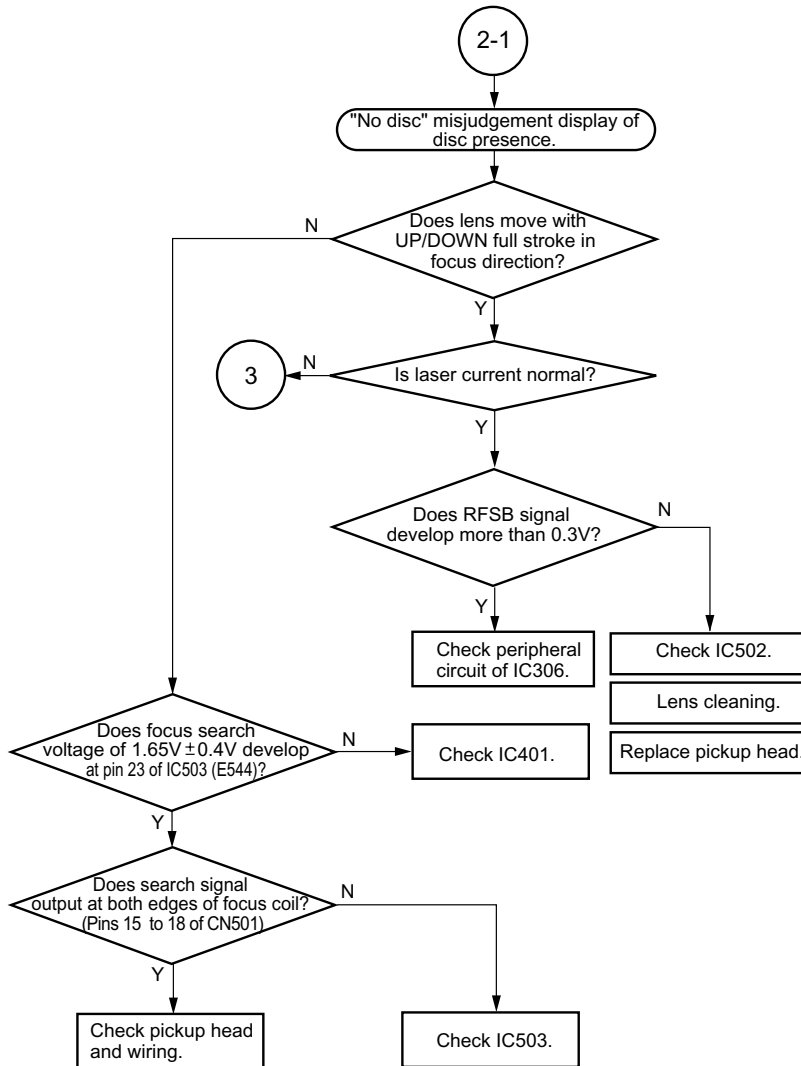 2-1
"No disc" misjudgement display of
disc presence.
N
Does lens move with
UP/DOWN full stroke in
focus direction?
Y
3
N
Is laser current normal?
Y
Does RFSB signal
develop more than 0.3V?
N
Y
Check peripheral
circuit of IC306.
Check IC502.
Lens cleaning.
Replace pickup head.
Does focus search
voltage of 1.65V ± 0.4V develop
at pin 23 of IC503 (E544)?
N
Check IC401.
Y
Does search signal
output at both edges of focus coil?
(Pins 15 to 18 of CN501)
N
Y
Check pickup head
and wiring.
Check IC503.